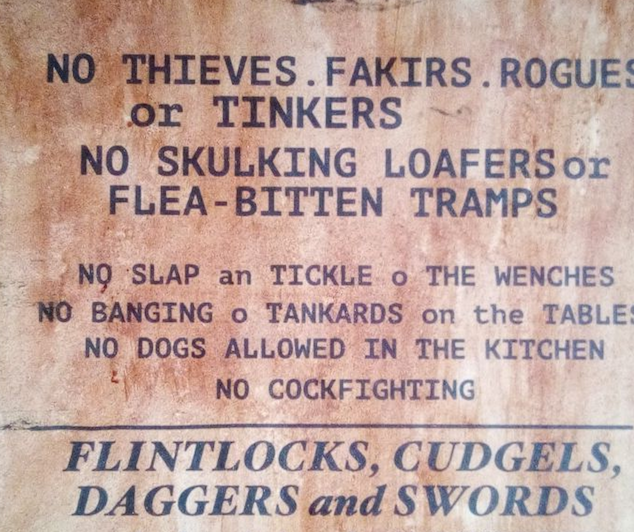 NO THIEVES.FAKIRS.ROGUES
or TINKERS
NO SKULKING LOAFERS or
FLEA-BITTEN TRAMPS
NO SLAP an TICKLE o THE WENCHES
NO BANGING o TANKARDS on the TABLES
NO DOGS ALLOWED IN THE KITCHEN
NO COCKFIGHTING
FLINTLOCKS, CUDGELS,
DAGGERS and SWORDS